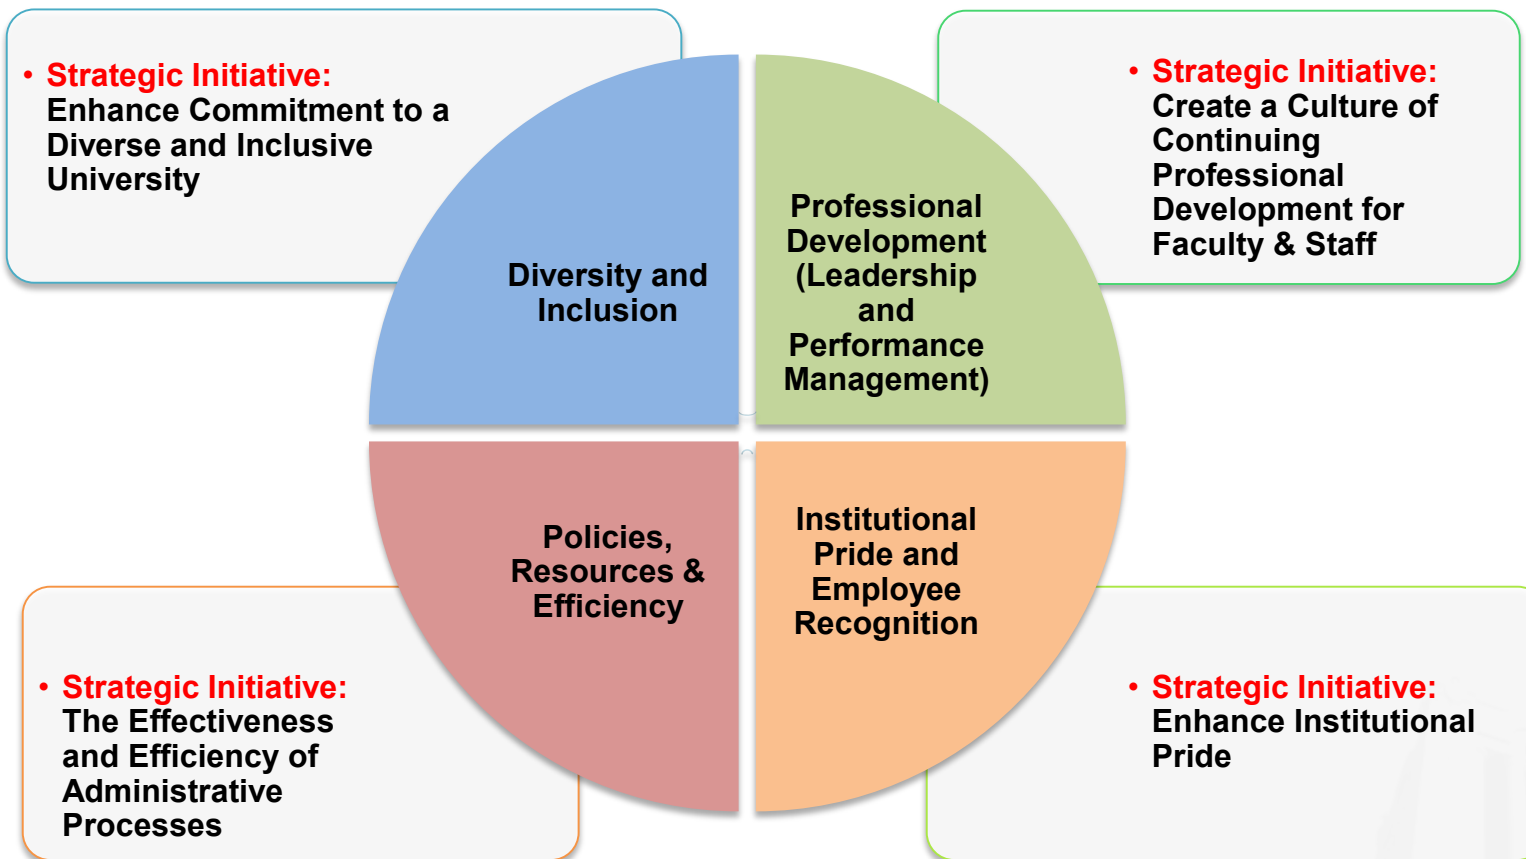 • Strategic Initiative:
Enhance Commitment to a
Diverse and Inclusive
University
Diversity and
Inclusion
Professional
Development
(Leadership
and
Performance
Management)
• Strategic Initiative:
Create a Culture of
Continuing
Professional
Development for
Faculty & Staff
• Strategic Initiative:
The Effectiveness
and Efficiency of
Administrative
Processes
Policies,
Resources &
Efficiency
Institutional
Pride and
Employee
Recognition
• Strategic Initiative:
Enhance Institutional
Pride